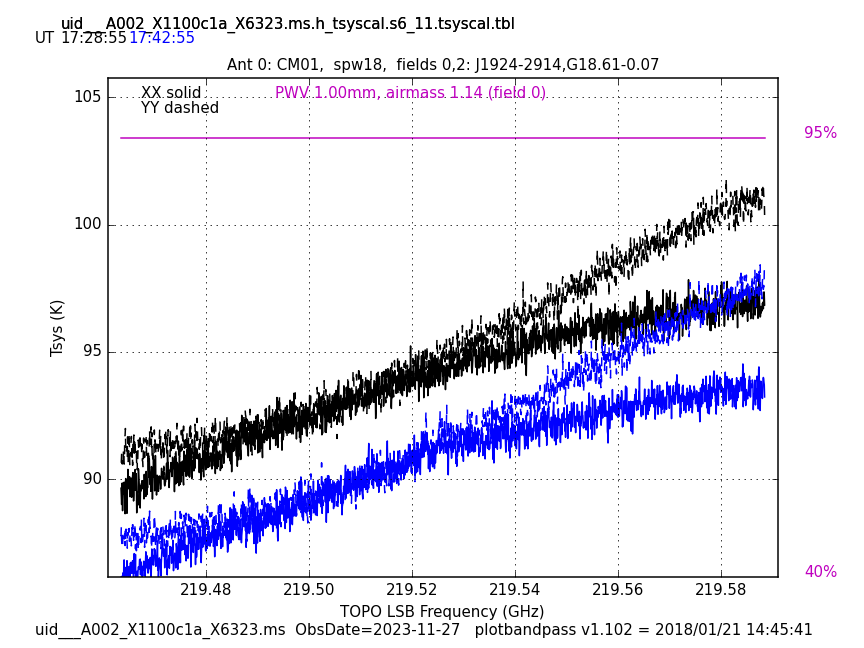 uid___A002_X1100c1a_X6323.ms.h_tsyscal.s6_11.tsyscal.tbl
UT 17:28:55 17:42:55
Ant 0: CM01, spw18, fields 0,2: J1924-2914,G18.61-0.07
XX solid PWV 1.00mm, airmass 1.14 (field 0)
YY dashed
105
95%
100
95
90
40%
Tsys (K)
219.48 219.50 219.52 219.54 219.56 219.58
TOPO LSB Frequency (GHz)
uid___A002_X1100c1a_X6323.ms ObsDate=2023-11-27 plotbandpass v1.102 = 2018/01/21 14:45:41